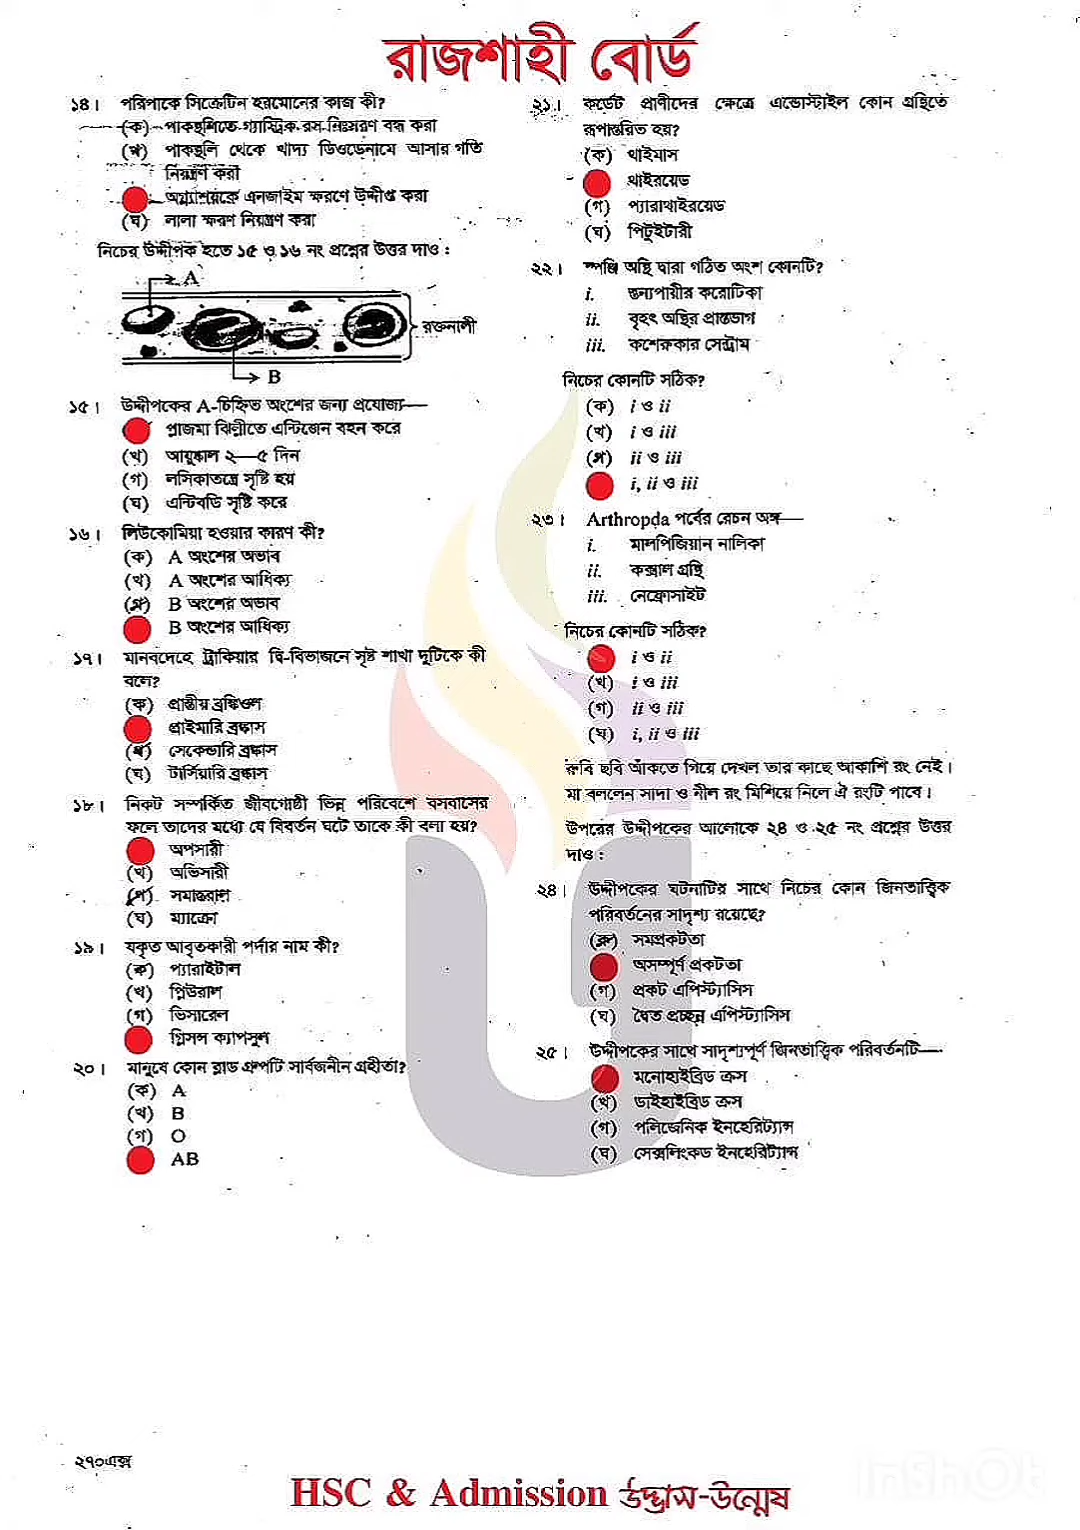 রাজশাহী বোর্ড
১৪। পরিপাকে সিক্রেটিন হরমোনের কাজ কী?
(ক) পাকস্থলিতে গ্যাস্ট্রিক রস নিঃসরণ বন্ধ করা
(খ) পাকস্থলি থেকে খাদ্য ডিওডেনামে আসার গতি
নিয়ন্ত্রণ করা
অগ্ন্যাশয়কে এনজাইম ক্ষরণে উদ্দীপ্ত করা
(ঘ) লালা ক্ষরণ নিয়ন্ত্রণ করা
নিচের উদ্দীপক হতে ১৫ ও ১৬ নং প্রশ্নের উত্তর দাও :
A
রক্তনালী
B
১৫। উদ্দীপকের A-চিহ্নিত অংশের জন্য প্রযোজ্য—
প্লাজমা ঝিল্লীতে এন্টিজেন বহন করে
(খ) আয়ুষ্কাল ২—৫ দিন
(গ) লসিকাতন্ত্রে সৃষ্টি হয়
(ঘ) এন্টিবডি সৃষ্টি করে
১৬। লিউকোমিয়া হওয়ার কারণ কী?
(ক) A অংশের অভাব
(খ) A অংশের আধিক্য
(গ) B অংশের অভাব
B অংশের আধিক্য
১৭। মানবদেহে ট্রাকিয়ার দ্বি-বিভাজনে সৃষ্ট শাখা দুটিকে কী
বলে?
(ক) প্রান্তীয় ব্রঙ্কিওল
প্রাইমারি ব্রঙ্কাস
(গ) সেকেন্ডারি ব্রঙ্কাস
(ঘ) টার্সিয়ারি ব্রঙ্কাস
১৮। নিকট সম্পর্কিত জীবগোষ্ঠী ভিন্ন পরিবেশে বসবাসের
ফলে তাদের মধ্যে যে বিবর্তন ঘটে তাকে কী বলা হয়?
অপসারী
(খ) অভিসারী
(গ) সমান্তরাল
(ঘ) ম্যাক্রো
১৯। যকৃত আবৃতকারী পর্দার নাম কী?
(ক) প্যারাইটাল
(খ) প্লিউরাল
(গ) ভিসারেল
গ্লিসন্স ক্যাপসুল
২০। মানুষে কোন ব্লাড গ্রুপটি সার্বজনীন গ্রহীতা?
(ক) A
(খ) B
(গ) O
AB
২১। কর্ডেট প্রাণীদের ক্ষেত্রে এন্ডোস্টাইল কোন গ্রন্থিতে
রূপান্তরিত হয়?
(ক) থাইমাস
থাইরয়েড
(গ) প্যারাথাইরয়েড
(ঘ) পিটুইটারী
২২। স্পঞ্জি অস্থি দ্বারা গঠিত অংশ কোনটি?
i. স্তন্যপায়ীর করোটিকা
ii. বৃহৎ অস্থির প্রান্তভাগ
iii. কশেরুকার সেন্ট্রাম
নিচের কোনটি সঠিক?
(ক) i ও ii
(খ) i ও iii
(গ) ii ও iii
i, ii ও iii
২৩। Arthropda পর্বের রেচন অঙ্গ—
i. মালপিজিয়ান নালিকা
ii. কক্সাল গ্রন্থি
iii. নেফ্রোসাইট
নিচের কোনটি সঠিক?
i ও ii
(খ) i ও iii
(গ) ii ও iii
(ঘ) i, ii ও iii
রুবি ছবি আঁকতে গিয়ে দেখল তার কাছে আকাশি রং নেই।
মা বললেন সাদা ও নীল রং মিশিয়ে নিলে ঐ রংটি পাবে।
উপরের উদ্দীপকের আলোকে ২৪ ও ২৫ নং প্রশ্নের উত্তর
দাও :
২৪। উদ্দীপকের ঘটনাটির সাথে নিচের কোন জিনতাত্ত্বিক
পরিবর্তনের সাদৃশ্য রয়েছে?
(ক) সমপ্রকটতা
অসম্পূর্ণ প্রকটতা
(গ) প্রকট এপিস্ট্যাসিস
(ঘ) দ্বৈত প্রচ্ছন্ন এপিস্ট্যাসিস
২৫। উদ্দীপকের সাথে সাদৃশ্যপূর্ণ জিনতাত্ত্বিক পরিবর্তনটি—
মনোহাইব্রিড ক্রস
(খ) ডাইহাইব্রিড ক্রস
(গ) পলিজেনিক ইনহেরিট্যান্স
(ঘ) সেক্সলিংকড ইনহেরিট্যান্স
২৭০এক্স
InshOt
HSC & Admission উদ্ভাস-উন্মেষ